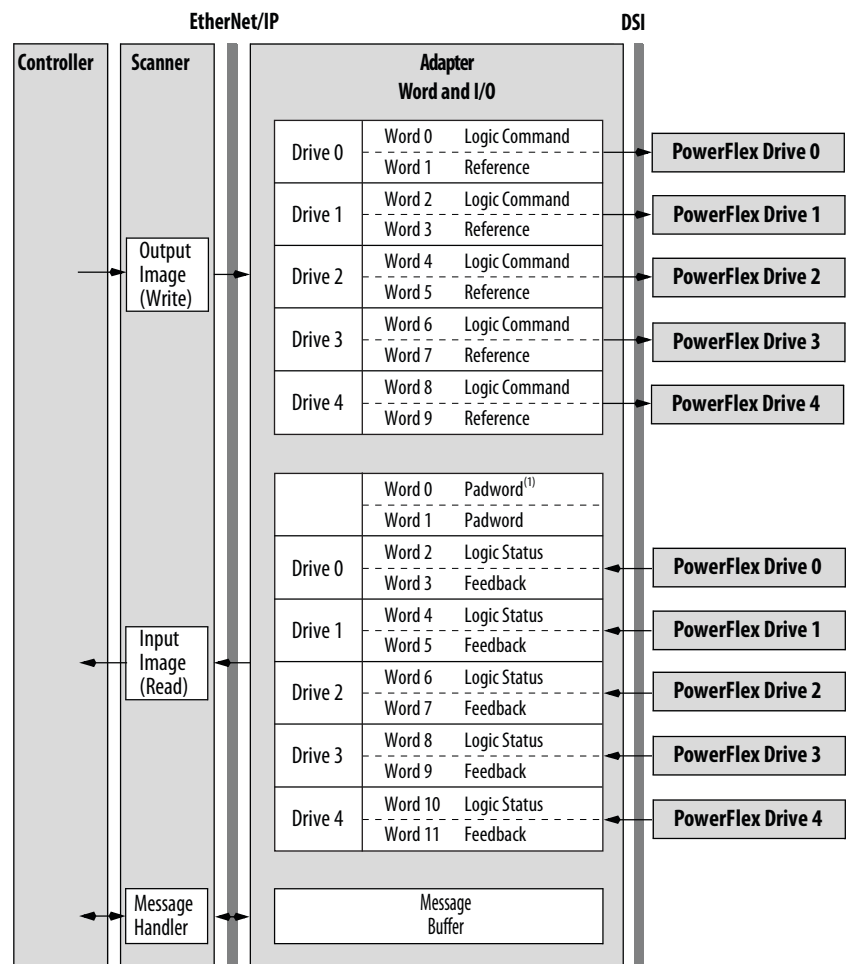 EtherNet/IP DSI
Controller Scanner Adapter
Word and I/O
Drive 0 Word 0 Logic Command
Word 1 Reference
PowerFlex Drive 0
Drive 1 Word 2 Logic Command
Word 3 Reference
PowerFlex Drive 1
Output
Image
(Write)
Drive 2 Word 4 Logic Command
Word 5 Reference
PowerFlex Drive 2
Drive 3 Word 6 Logic Command
Word 7 Reference
PowerFlex Drive 3
Drive 4 Word 8 Logic Command
Word 9 Reference
PowerFlex Drive 4
Word 0 Padword(1)
Word 1 Padword
Drive 0 Word 2 Logic Status
Word 3 Feedback
PowerFlex Drive 0
Drive 1 Word 4 Logic Status
Word 5 Feedback
PowerFlex Drive 1
Input
Image
(Read)
Drive 2 Word 6 Logic Status
Word 7 Feedback
PowerFlex Drive 2
Drive 3 Word 8 Logic Status
Word 9 Feedback
PowerFlex Drive 3
Drive 4 Word 10 Logic Status
Word 11 Feedback
PowerFlex Drive 4
Message
Handler
Message
Buffer